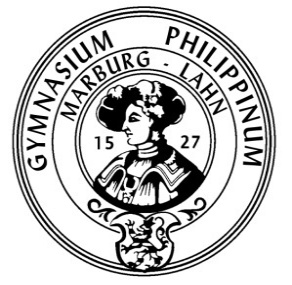 GYMNASIUM PHILIPPINUM
MARBURG - LAHN
15 27